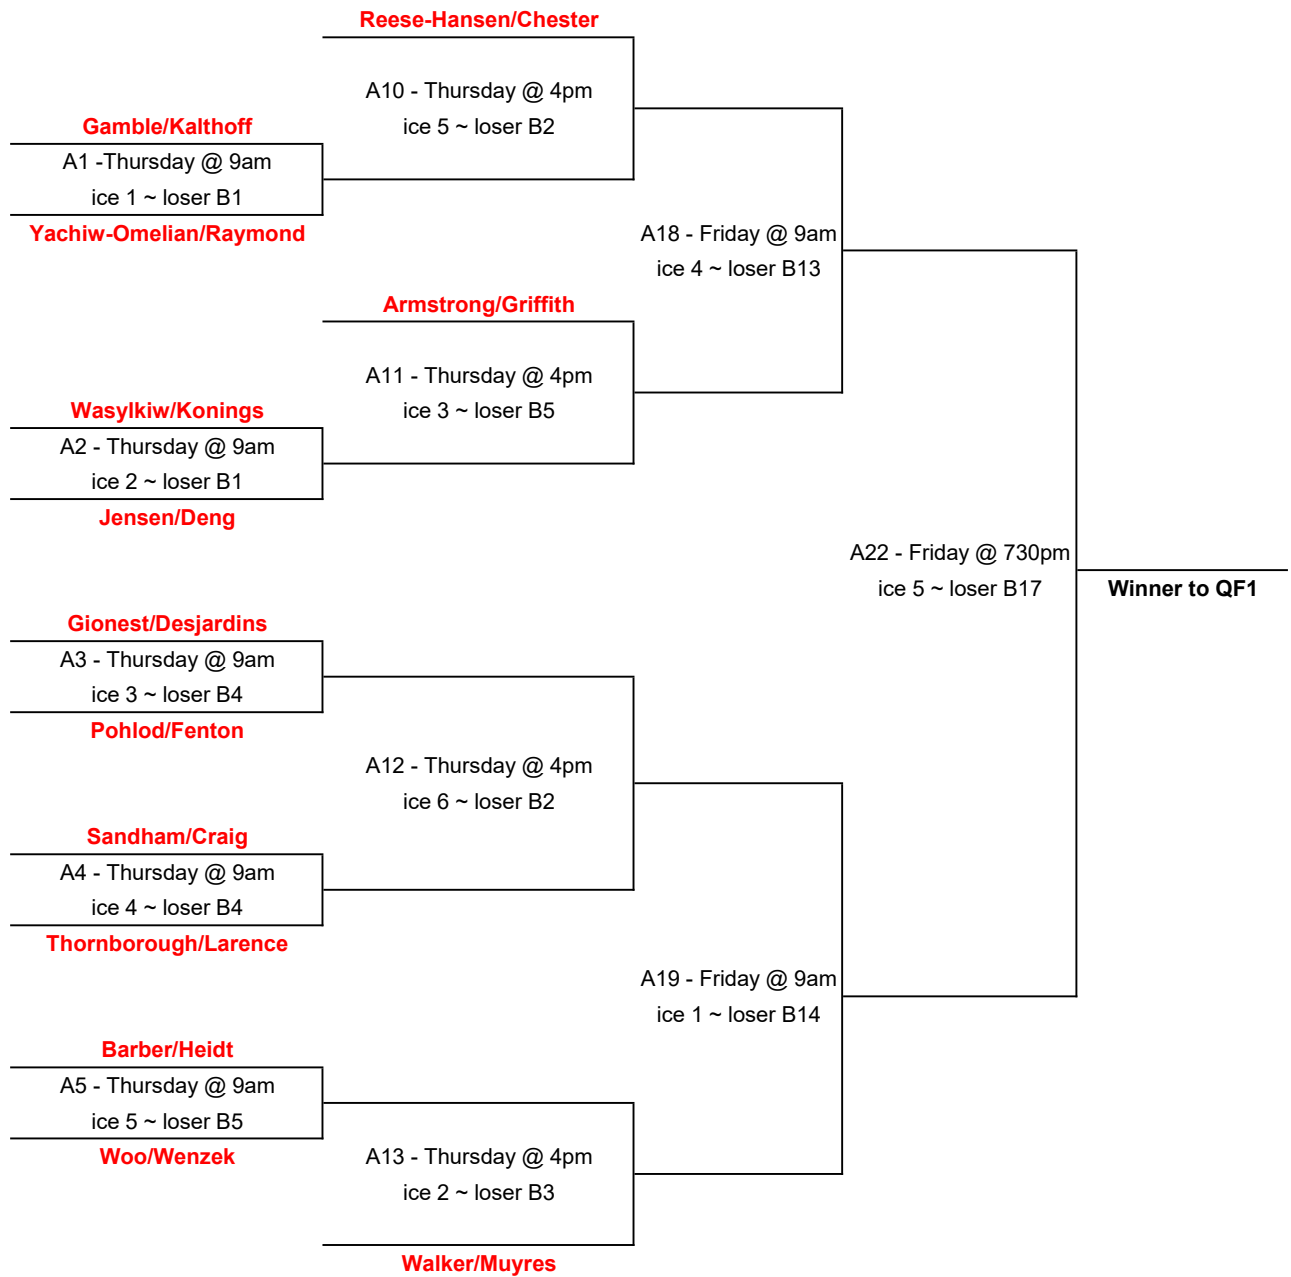 Reese-Hansen/Chester
A10 - Thursday @ 4pm
ice 5 ~ loser B2
Gamble/Kalthoff
A1 -Thursday @ 9am
ice 1 ~ loser B1
Yachiw-Omelian/Raymond
A18 - Friday @ 9am
ice 4 ~ loser B13
Armstrong/Griffith
A11 - Thursday @ 4pm
ice 3 ~ loser B5
Wasylkiw/Konings
A2 - Thursday @ 9am
ice 2 ~ loser B1
Jensen/Deng
A22 - Friday @ 730pm
ice 5 ~ loser B17
Winner to QF1
Gionest/Desjardins
A3 - Thursday @ 9am
ice 3 ~ loser B4
Pohlod/Fenton
A12 - Thursday @ 4pm
ice 6 ~ loser B2
Sandham/Craig
A4 - Thursday @ 9am
ice 4 ~ loser B4
Thornborough/Larence
A19 - Friday @ 9am
ice 1 ~ loser B14
Barber/Heidt
A5 - Thursday @ 9am
ice 5 ~ loser B5
Woo/Wenzek
A13 - Thursday @ 4pm
ice 2 ~ loser B3
Walker/Muyres